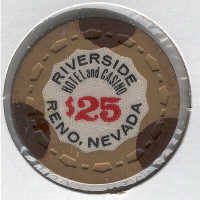 RIVERSIDE
HOTEL and CASINO
$25
RENO, NEVADA